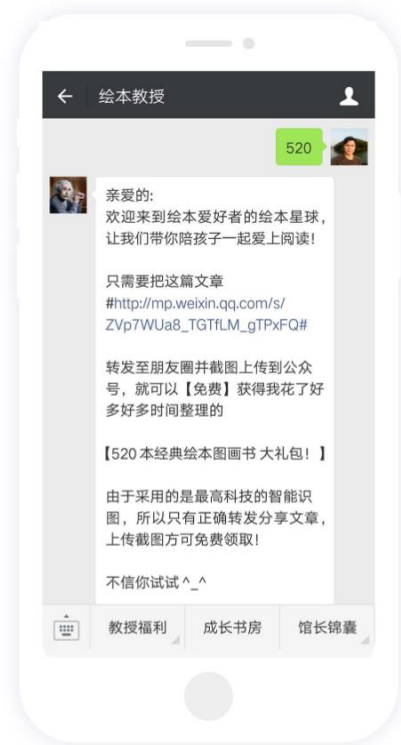 绘本教授
520
亲爱的:
欢迎来到绘本爱好者的绘本星球，
让我们带你陪孩子一起爱上阅读!
只需要把这篇文章
#http://mp.weixin.qq.com/s/
ZVp7WUa8_TGTfLM_gTPxFQ#
转发至朋友圈并截图上传到公众
号，就可以【免费】获得我花了好
多好多时间整理的
【520 本经典绘本图画书 大礼包! 】
由于采用的是最高科技的智能识
图，所以只有正确转发分享文章，
上传截图方可免费领取!
不信你试试 ^_^
教授福利
成长书房
馆长锦囊